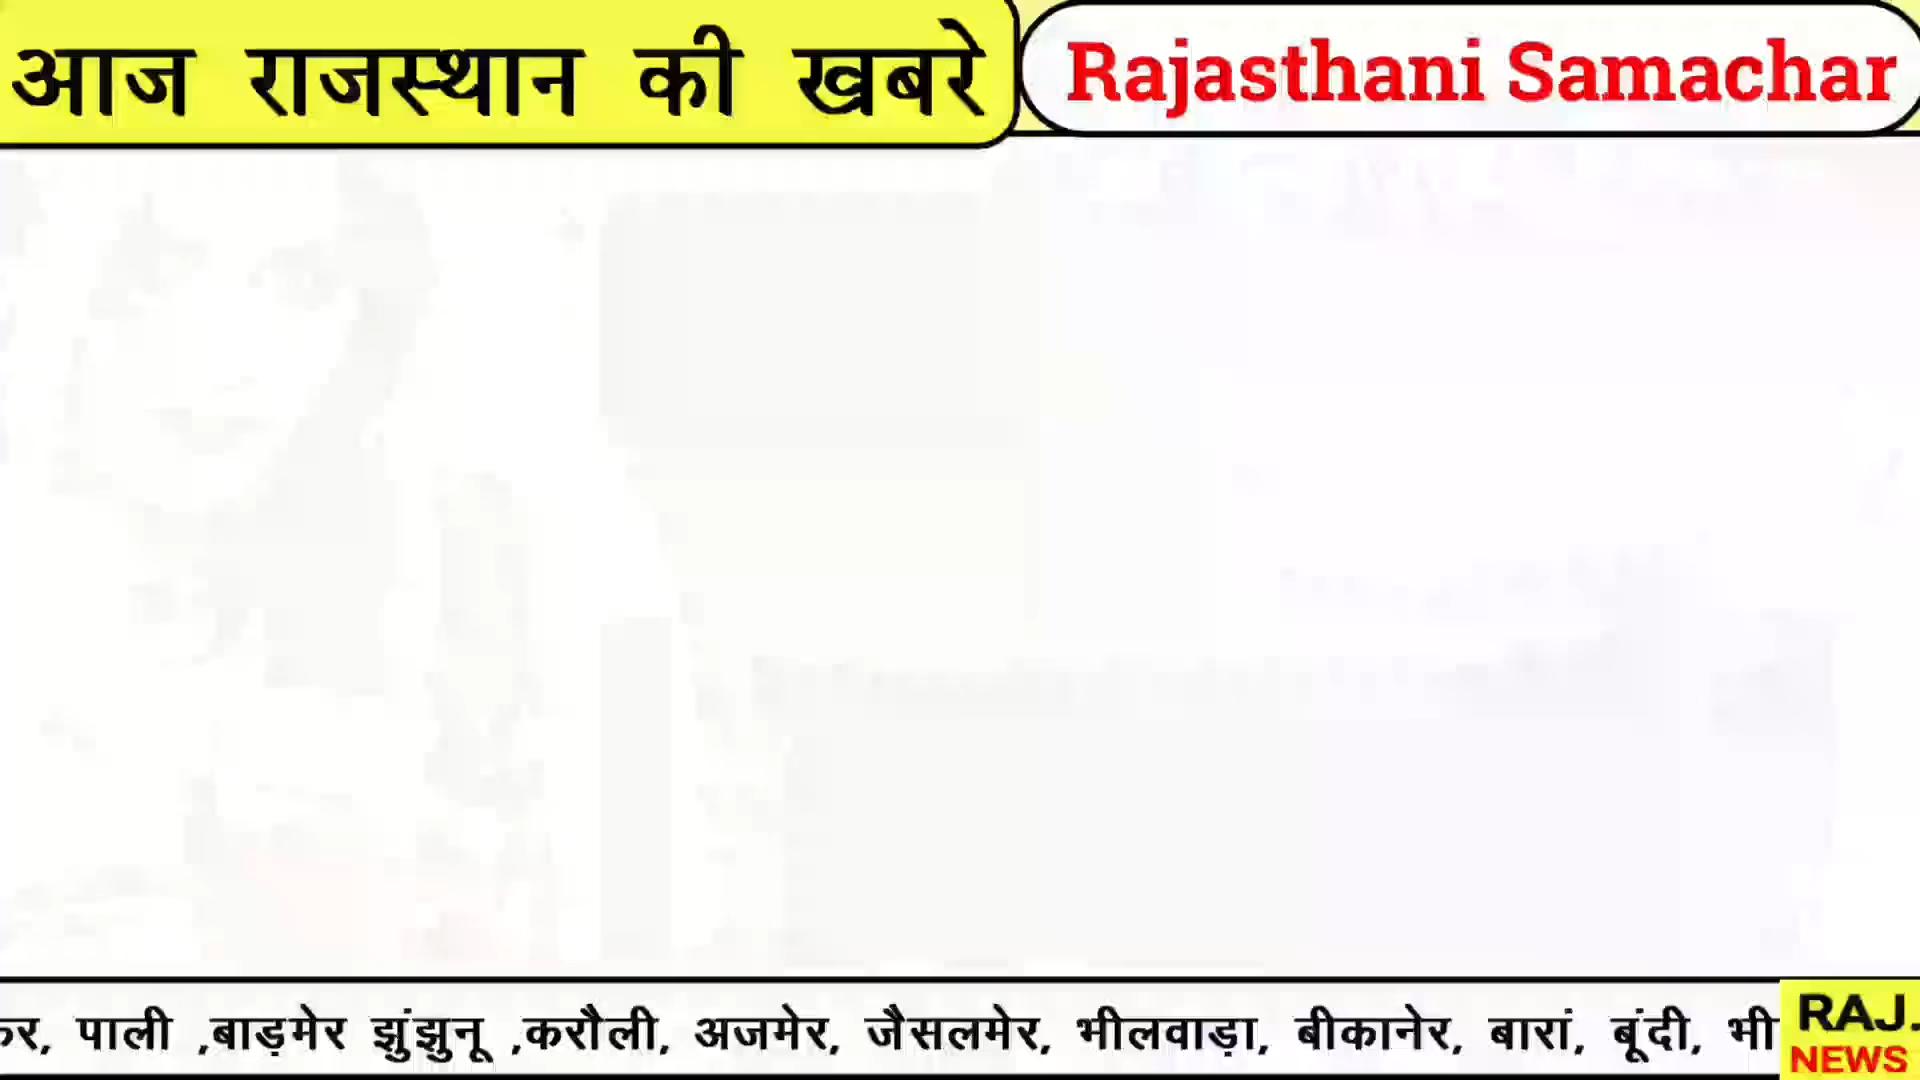 आज राजस्थान की खबरे
Rajasthani Samachar
पाली ,बाड़मेर झुंझुनू ,करौली, अजमेर, जैसलमेर, भीलवाड़ा, बीकानेर, बारां, बूंदी,
RAJ.
NEWS